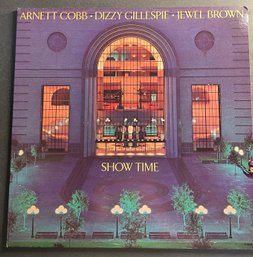 ARNETT COBB • DIZZY GILLESPIE • JEWEL BROWN
SHOW TIME